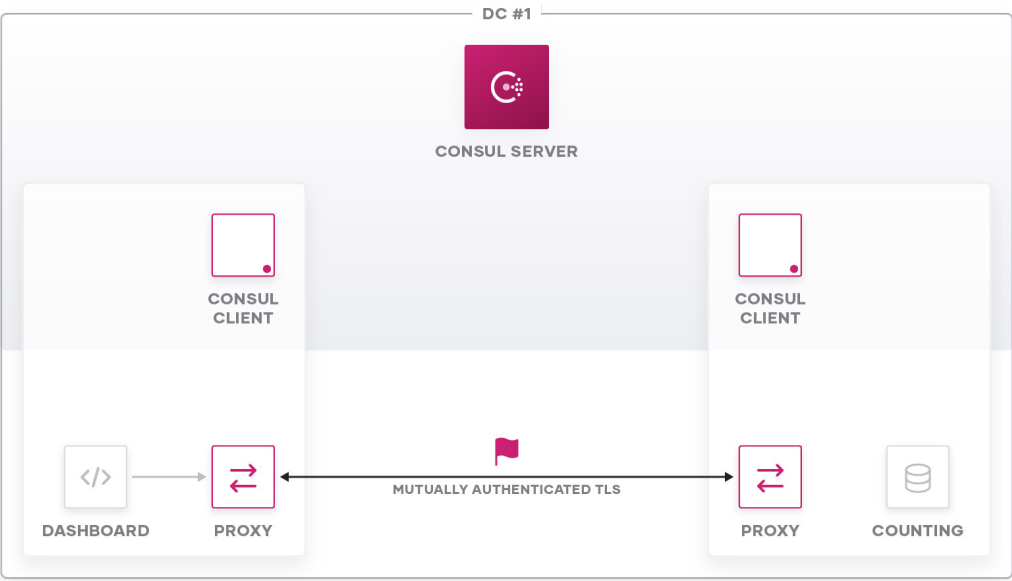 DC #1
CONSUL SERVER
CONSUL
CLIENT
CONSUL
CLIENT
MUTUALLY AUTHENTICATED TLS
DASHBOARD
PROXY
PROXY
COUNTING